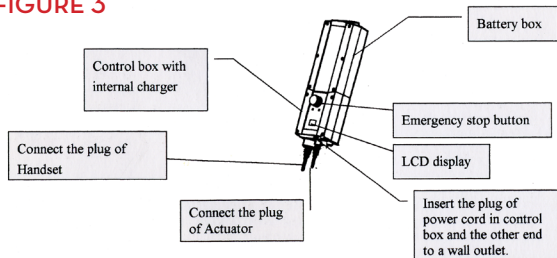 FIGURE 3
Battery box
Control box with
internal charger
Emergency stop button
Connect the plug of
Handset
LCD display
Connect the plug
of Actuator
Insert the plug of
power cord in control
box and the other end
to a wall outlet.